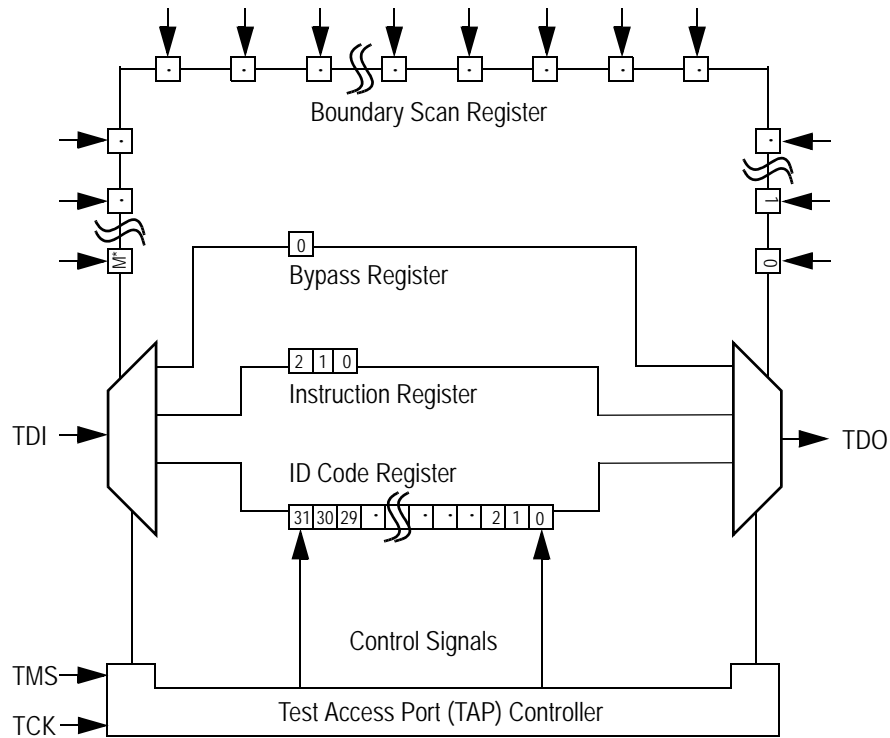 · · · · · · · ·
Boundary Scan Register
· ·
· 1
M* 0
0
Bypass Register
2 1 0
Instruction Register
TDI
TDO
ID Code Register
31 30 29 · · · · 2 1 0
Control Signals
TMS
Test Access Port (TAP) Controller
TCK